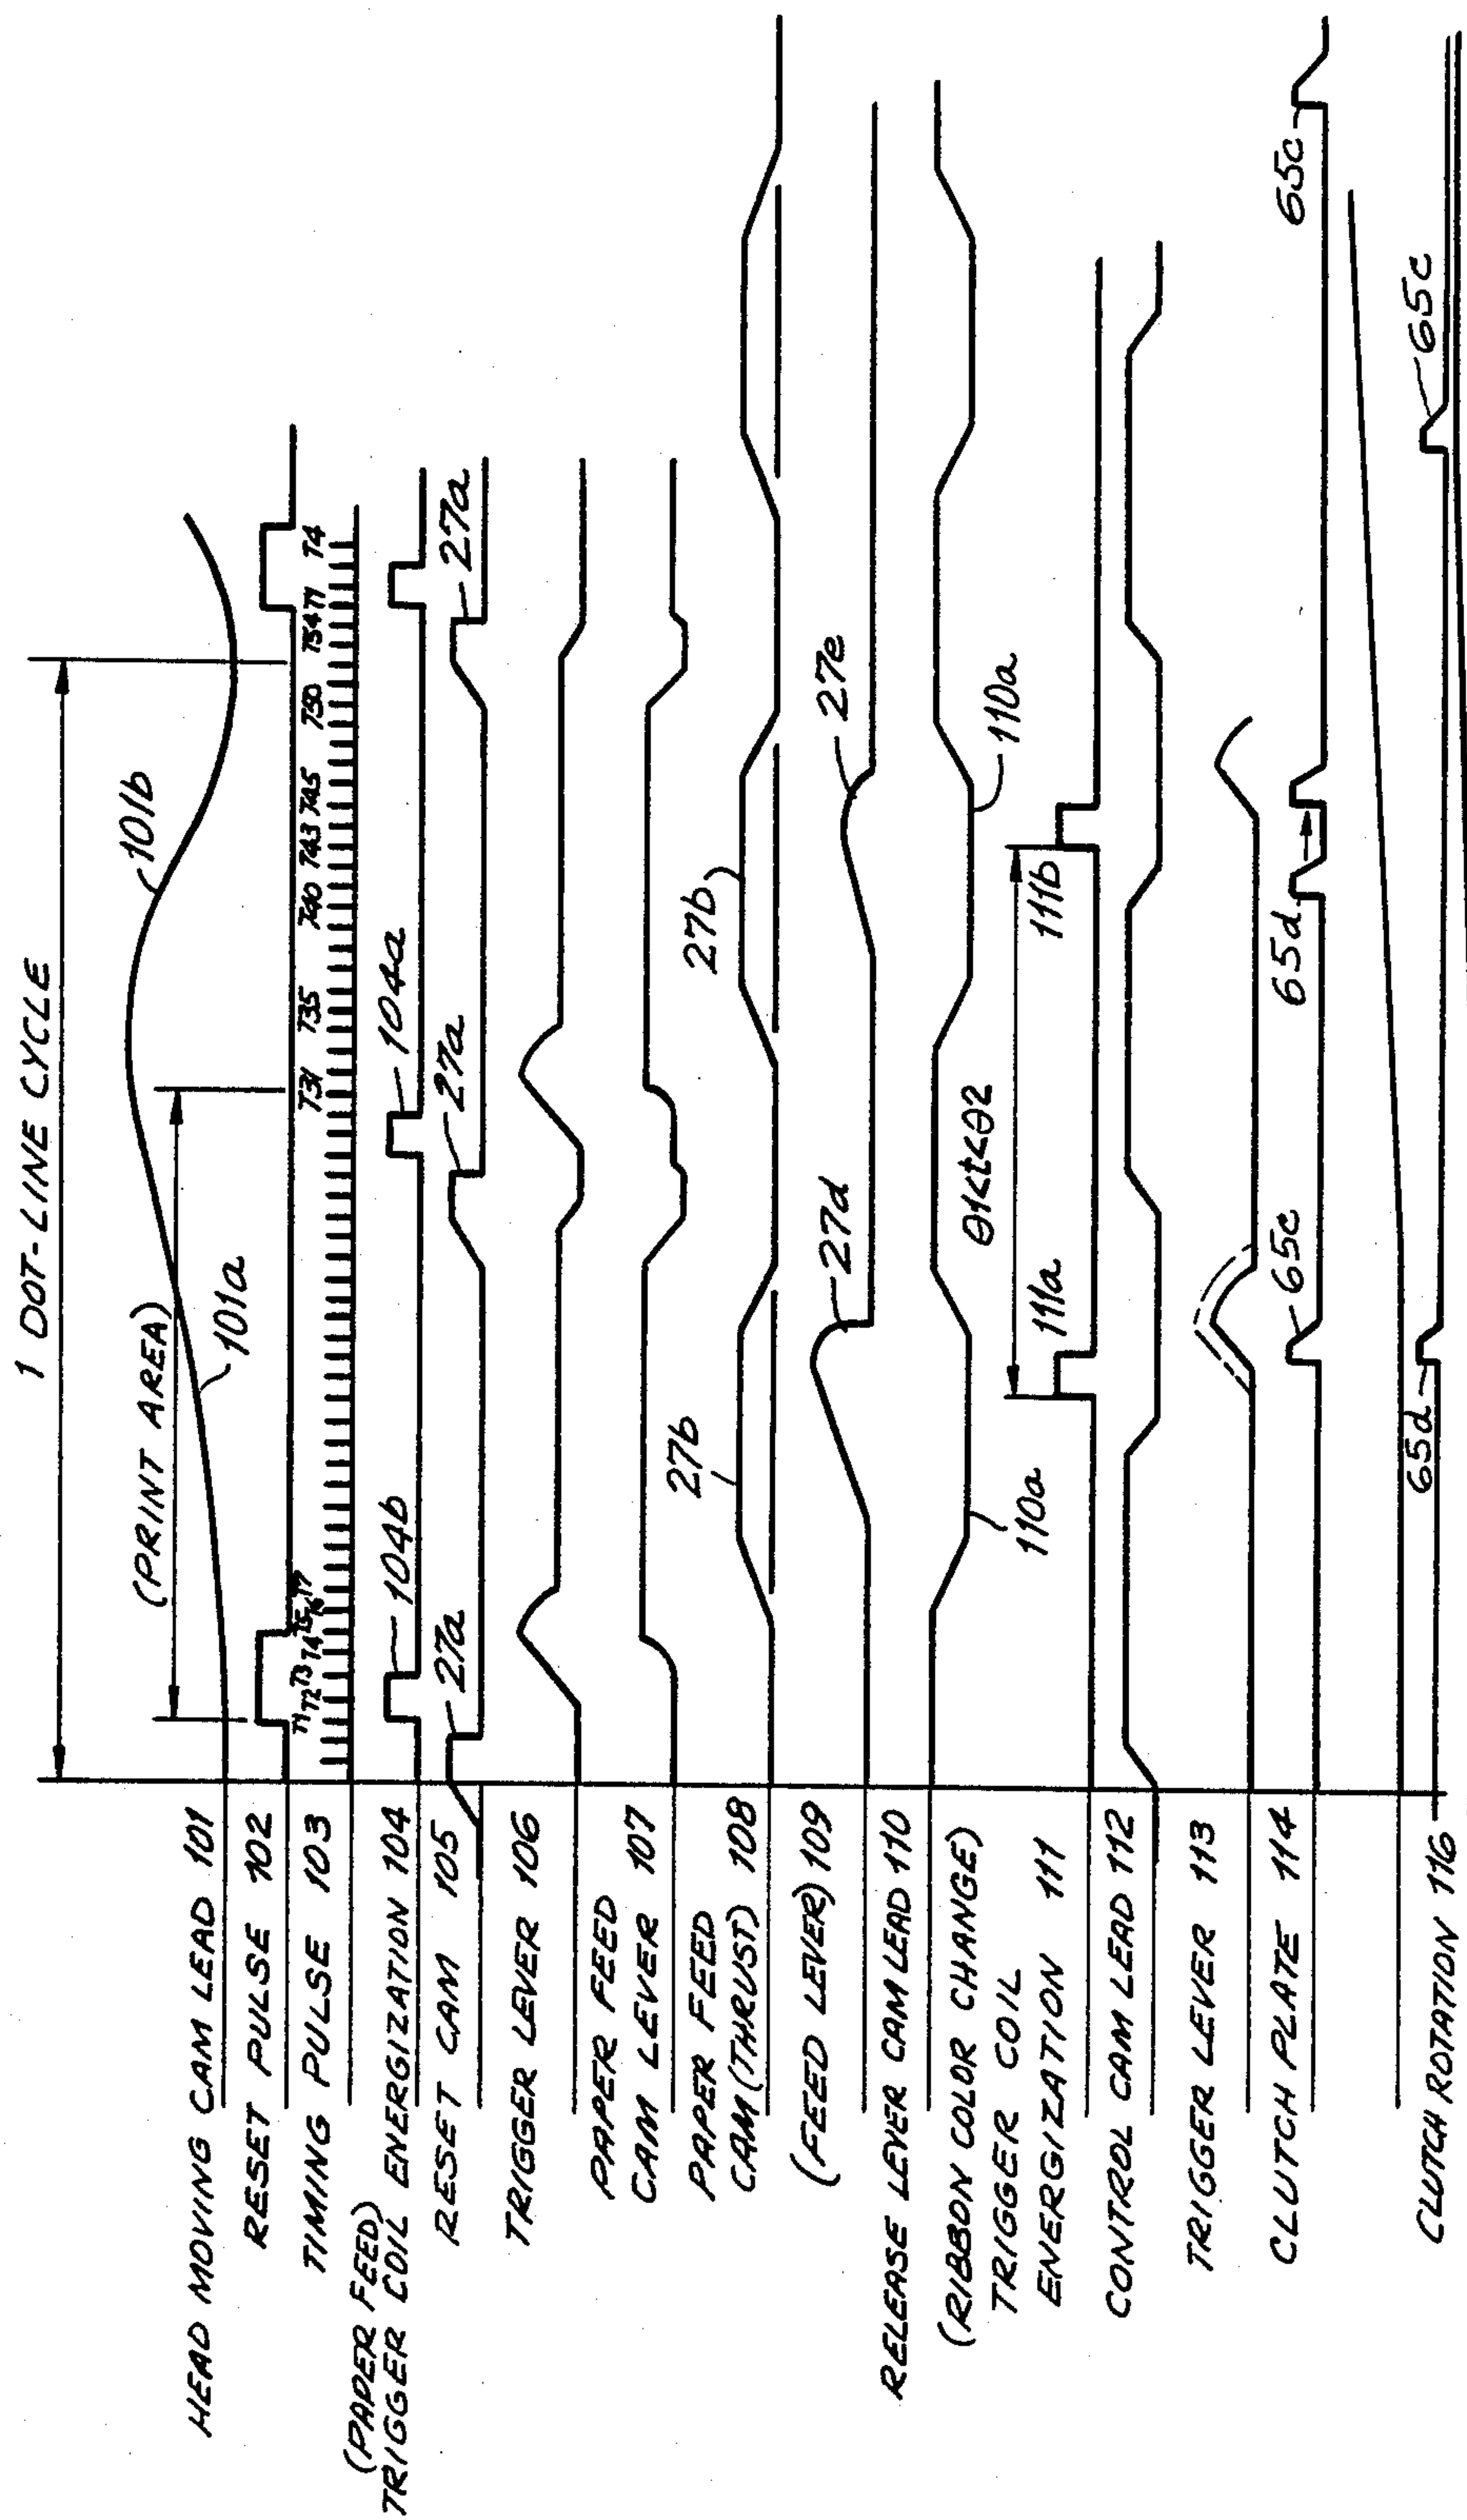 1 DOT-LINE CYCLE
(PRINT AREA)
101a
101b
HEAD MOVING CAM LEAD 101
RESET PULSE 102
T1 T2 T3 T4 T5 T7
T31 T35 T40 T43 T45 T50 T54 T1 T4
TIMING PULSE 103
(PAPER FEED)
TRIGGER COIL ENERGIZATION 104
104b
104a
RESET CAM 105
27a
27a
27a
TRIGGER LEVER 106
PAPER FEED
CAM LEVER 107
PAPER FEED
CAM (THRUST) 108
27b
27b
(FEED LEVER) 109
27d
27e
RELEASE LEVER CAM LEAD 110
110a
110a
(RIBBON COLOR CHANGE)
TRIGGER COIL
ENERGIZATION 111
θ1<t<θ2
111a
111b
CONTROL CAM LEAD 112
TRIGGER LEVER 113
CLUTCH PLATE 114
65c
65d
65c
CLUTCH ROTATION 116
65d
65c